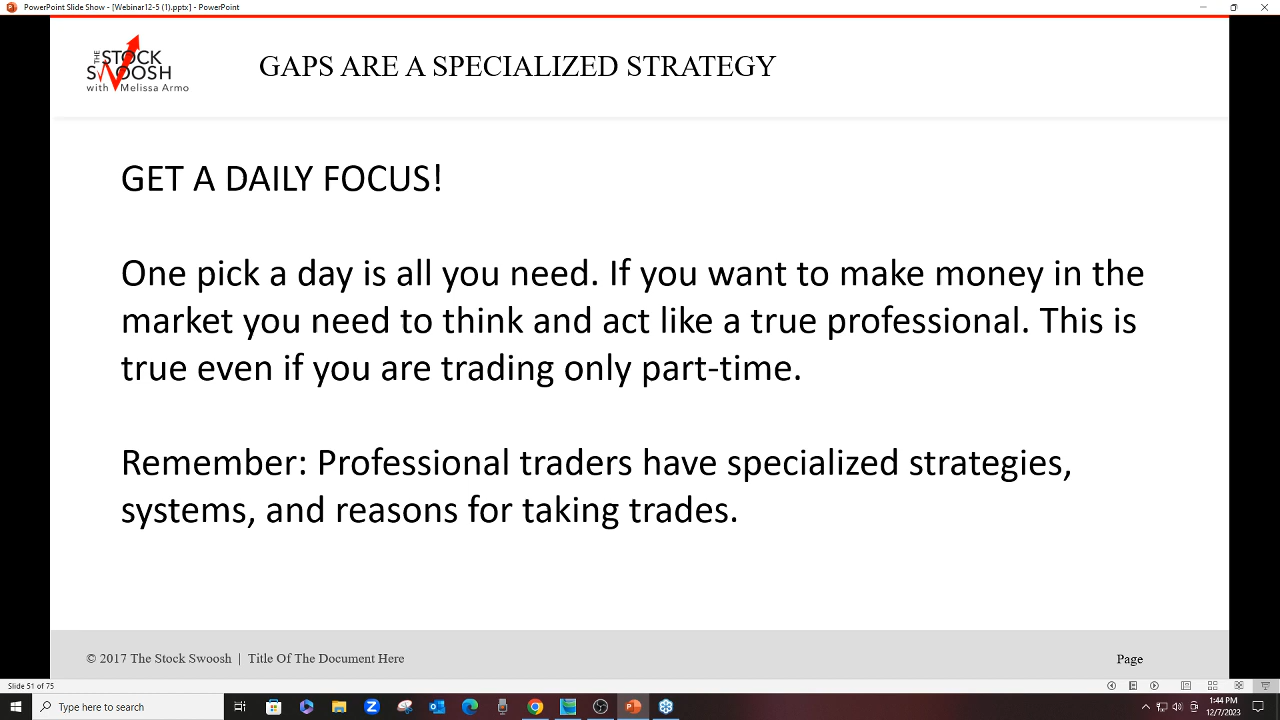 PowerPoint Slide Show - [Webinar12-5 (1).pptx] - PowerPoint
THE STOCK
SWOOSH
with Melissa Armo
GAPS ARE A SPECIALIZED STRATEGY
GET A DAILY FOCUS!
One pick a day is all you need. If you want to make money in the
market you need to think and act like a true professional. This is
true even if you are trading only part-time.
Remember: Professional traders have specialized strategies,
systems, and reasons for taking trades.
© 2017 The Stock Swoosh | Title Of The Document Here
Page
Slide 51 of 75
Type here to search
1:44 PM
12/7/2023